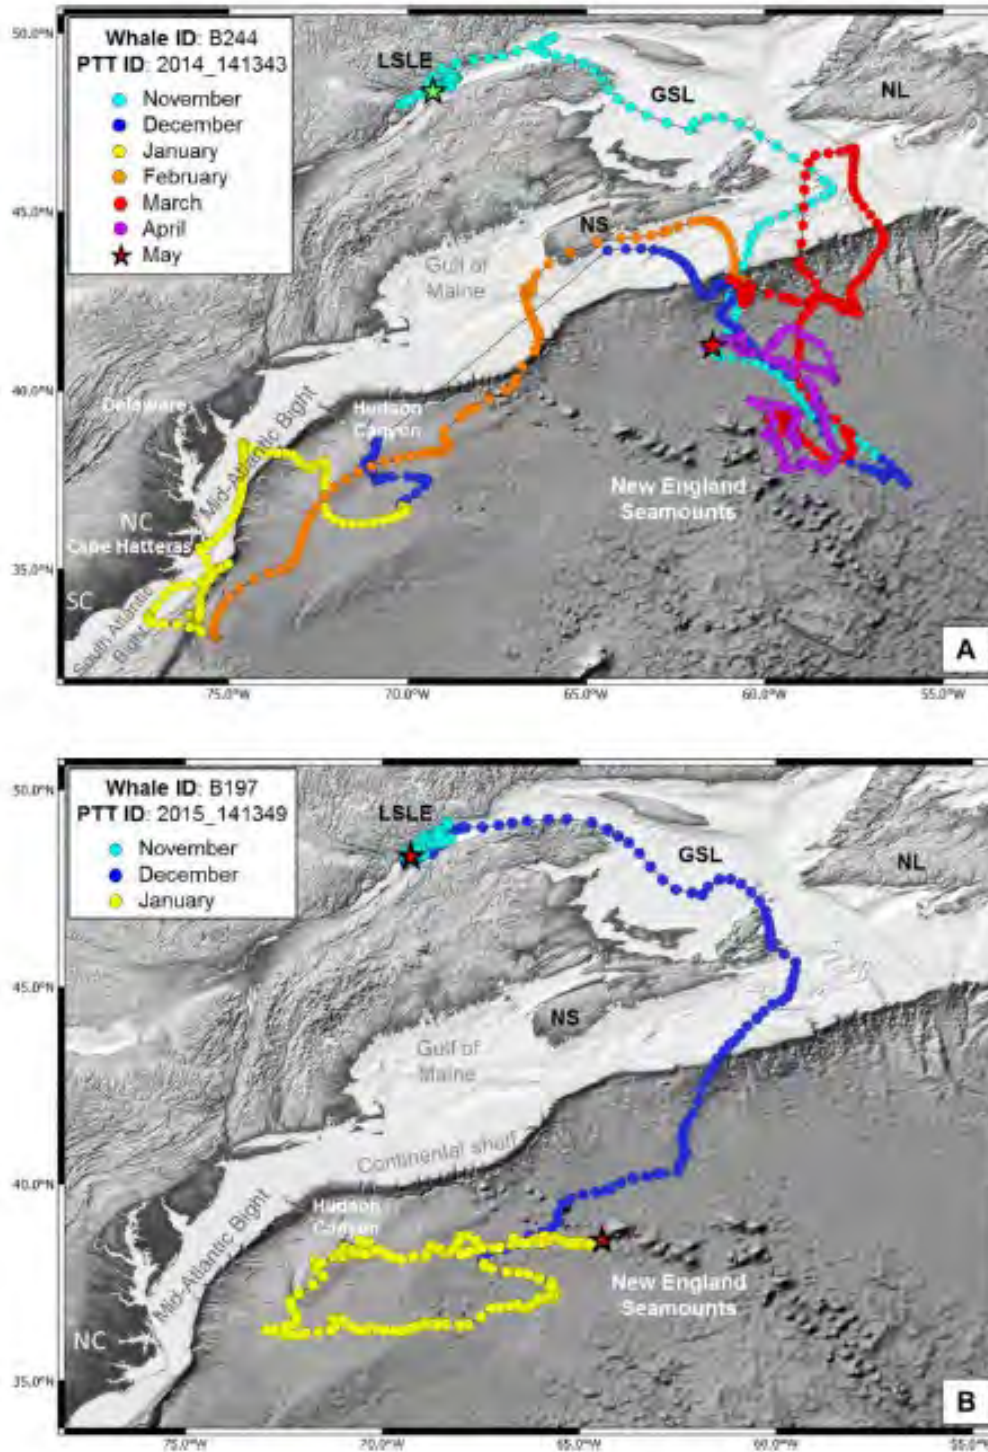 50.0°N
Whale ID: B244
PTT ID: 2014_141343
November
December
January
February
March
April
May
LSLE
GSL
NL
45.0°N
NS
Gulf of
Maine
40.0°N
Delaware
Mid-Atlantic Bight
Hudson
Canyon
New England
Seamounts
NC
Cape Hatteras
35.0°N
SC
South Atlantic
Bight
A
75.0°W
70.0°W
65.0°W
60.0°W
55.0°W
50.0°N
Whale ID: B197
PTT ID: 2015_141349
November
December
January
LSLE
GSL
NL
45.0°N
NS
Gulf of
Maine
Continental shelf
40.0°N
Mid-Atlantic Bight
Hudson
Canyon
New England
Seamounts
NC
35.0°N
B
75.0°W
70.0°W
65.0°W
60.0°W
55.0°W